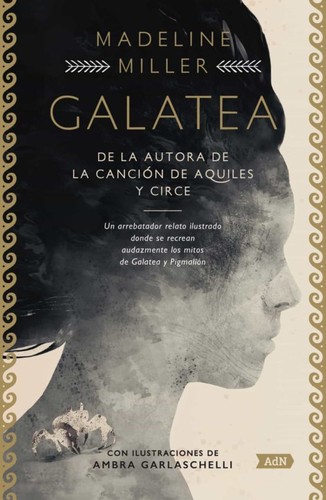 MADELINE
MILLER
GALATEA
DE LA AUTORA DE
LA CANCIÓN DE AQUILES
Y CIRCE
Un arrebatador relato ilustrado
donde se recrean
audazmente los mitos
de Galatea y Pigmalión
CON ILUSTRACIONES DE
AMBRA GARLASCHELLI
AdN